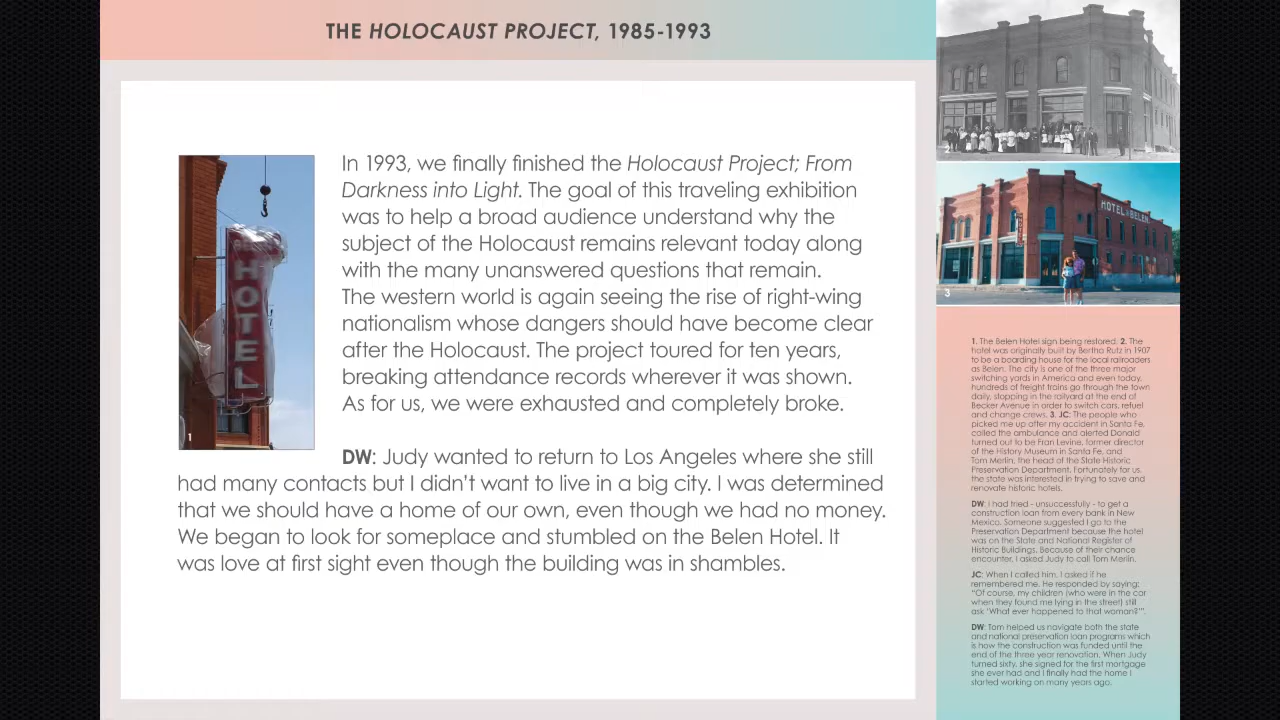 THE HOLOCAUST PROJECT, 1985-1993
In 1993, we finally finished the Holocaust Project; From
Darkness into Light. The goal of this traveling exhibition
was to help a broad audience understand why the
subject of the Holocaust remains relevant today along
with the many unanswered questions that remain.
The western world is again seeing the rise of right-wing
nationalism whose dangers should have become clear
after the Holocaust. The project toured for ten years,
breaking attendance records wherever it was shown.
As for us, we were exhausted and completely broke.
DW: Judy wanted to return to Los Angeles where she still
had many contacts but I didn't want to live in a big city. I was determined
that we should have a home of our own, even though we had no money.
We began to look for someplace and stumbled on the Belen Hotel. It
was love at first sight even though the building was in shambles.
HOTEL
1
2
HOTEL BELEN
3
1. The Belen Hotel sign being restored. 2. The
hotel was originally built by Bertha Rutz in 1907
to be a boarding house for the local railroaders
as Belen. The city is one of the three major
switching yards in America and even today,
hundreds of freight trains go through the town
daily, stopping in the railyard at the end of
Becker Avenue in order to switch cars, refuel
and change crews. 3. JC: The people who
picked me up after my accident in Santa Fe,
called the ambulance and alerted Donald
turned out to be Fran Levine, former director
of the History Museum in Santa Fe, and
Tom Merlin, the head of the State Historic
Preservation Department. Fortunately for us,
the state was interested in trying to save and
renovate historic hotels.
DW: I had tried - unsuccessfully - to get a
construction loan from every bank in New
Mexico. Someone suggested I go to the
Preservation Department because the hotel
was on the State and National Register of
Historic Buildings. Because of their chance
encounter, I asked Judy to call Tom Merlin.
JC: When I called him, I asked if he
remembered me. He responded by saying;
“Of course, my children (who were in the car
when they found me lying in the street) still
ask ‘What ever happened to that woman?’”.
DW: Tom helped us navigate both the state
and national preservation loan programs which
is how the construction was funded until the
end of the three year renovation. When Judy
turned sixty, she signed for the first mortgage
she ever had and I finally had the home I
started working on many years ago.